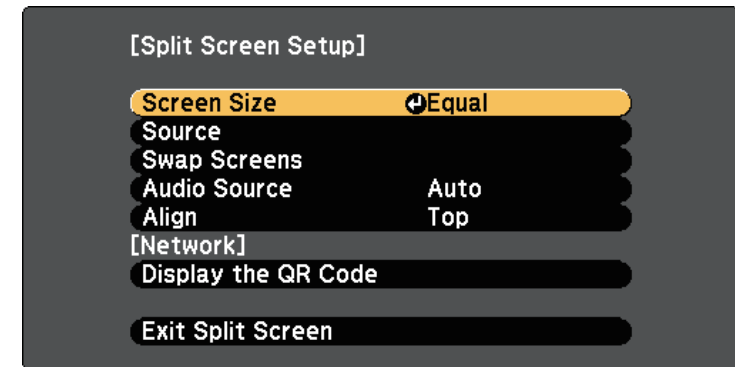 [Split Screen Setup]
Screen Size Equal
Source
Swap Screens
Audio Source Auto
Align Top
[Network]
Display the QR Code
Exit Split Screen